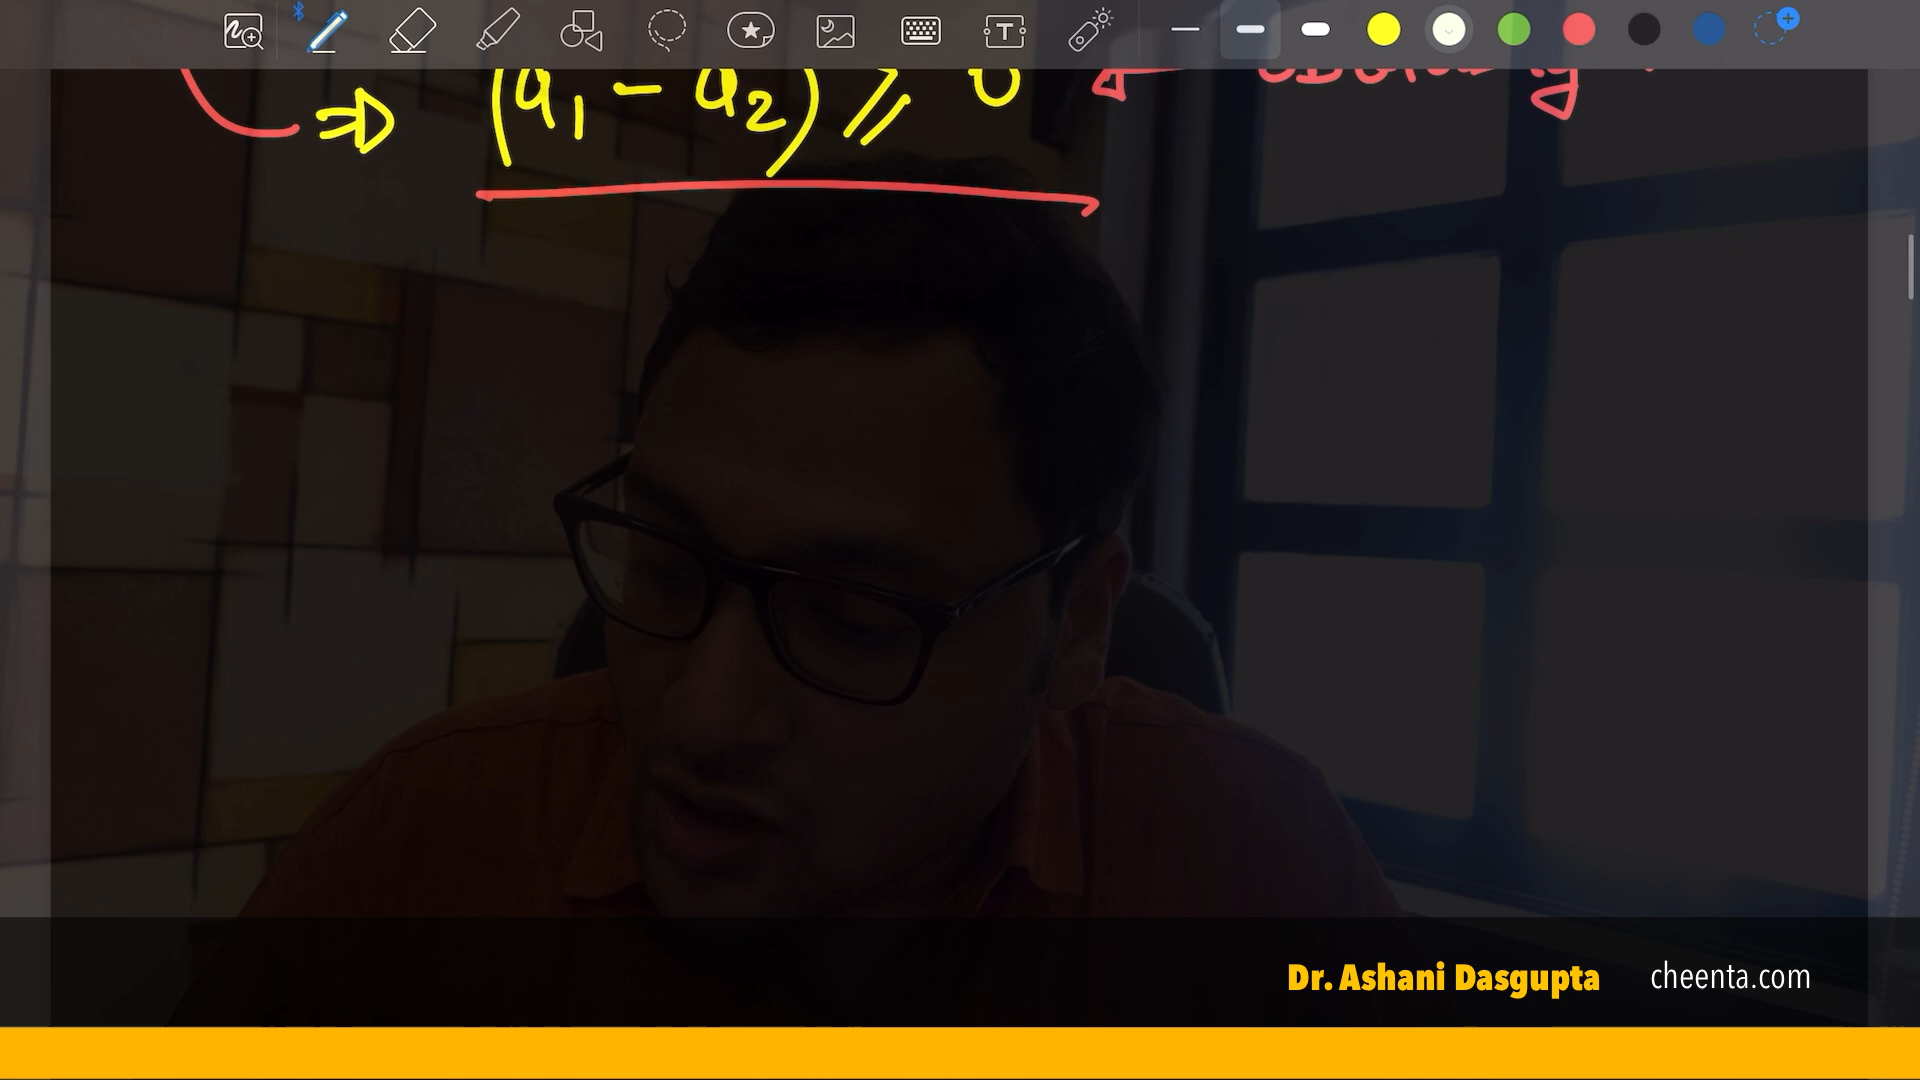 ⇒ (a₁ - a₂) ≥ 0 ←
Dr. Ashani Dasgupta cheenta.com